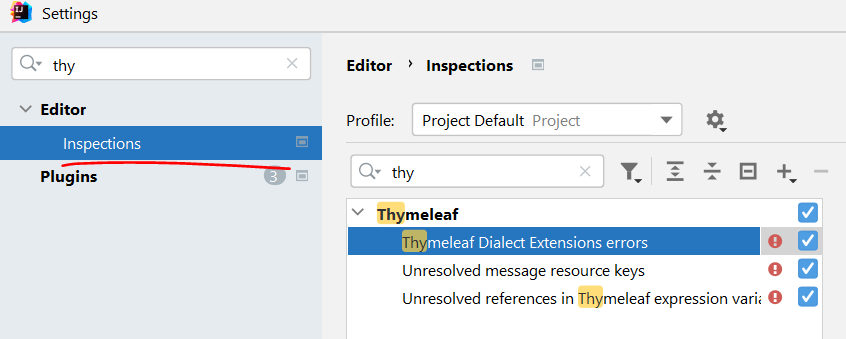 Settings
thy
Editor
Inspections
Plugins
3
Editor › Inspections
Profile: Project Default Project
thy
Thymeleaf
Thymeleaf Dialect Extensions errors
Unresolved message resource keys
Unresolved references in Thymeleaf expression varia